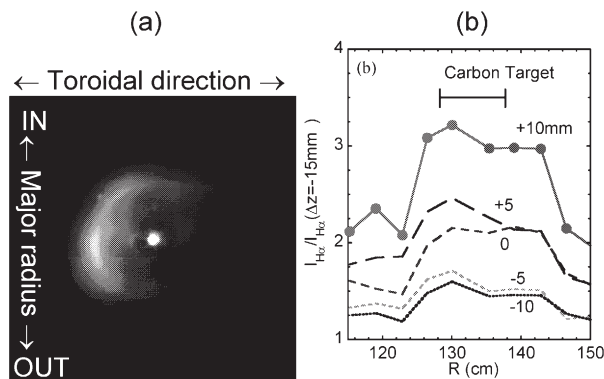 (a)
← Toroidal direction →
IN
← Major radius →
OUT
(b)
(b)
Carbon Target
+10mm
+5
0
-5
-10
4
3
2
1
I_Hα/I_Hα(Δz=-15mm)
120 130 140 150
R (cm)